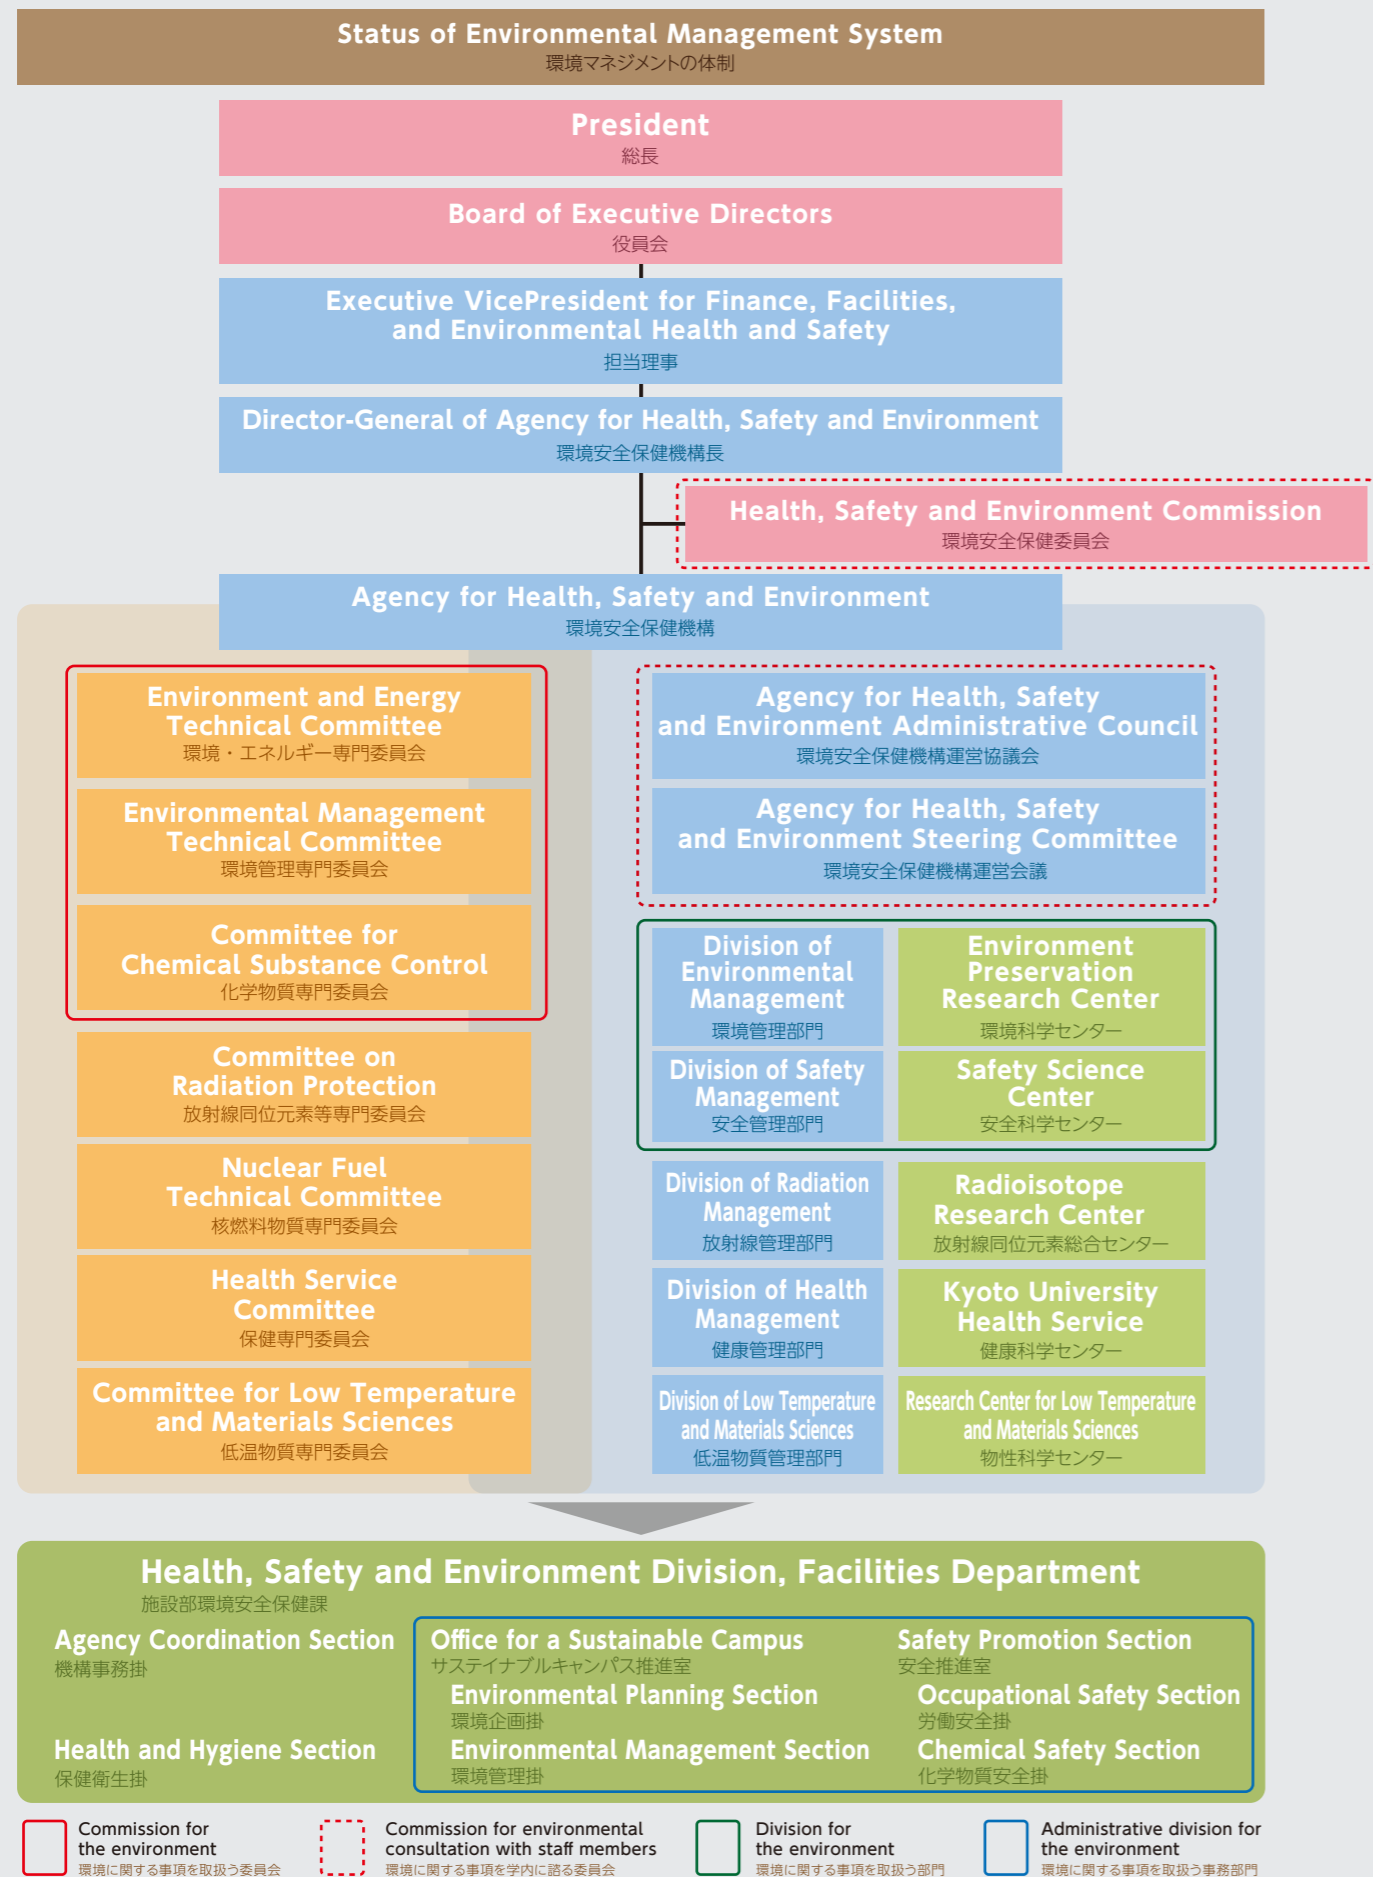 Status of Environmental Management System
環境マネジメントの体制
President
総長
Board of Executive Directors
役員会
Executive VicePresident for Finance, Facilities,
and Environmental Health and Safety
担当理事
Director-General of Agency for Health, Safety and Environment
環境安全保健機構長
Health, Safety and Environment Commission
環境安全保健委員会
Agency for Health, Safety and Environment
環境安全保健機構
Environment and Energy
Technical Committee
環境・エネルギー専門委員会
Environmental Management
Technical Committee
環境管理専門委員会
Committee for
Chemical Substance Control
化学物質専門委員会
Committee on
Radiation Protection
放射線同位元素等専門委員会
Nuclear Fuel
Technical Committee
核燃料物質専門委員会
Health Service
Committee
保健専門委員会
Committee for Low Temperature
and Materials Sciences
低温物質専門委員会
Agency for Health, Safety
and Environment Administrative Council
環境安全保健機構運営協議会
Agency for Health, Safety
and Environment Steering Committee
環境安全保健機構運営会議
Division of
Environmental
Management
環境管理部門
Environment
Preservation
Research Center
環境科学センター
Division of Safety
Management
安全管理部門
Safety Science
Center
安全科学センター
Division of Radiation
Management
放射線管理部門
Radioisotope
Research Center
放射線同位元素総合センター
Division of Health
Management
健康管理部門
Kyoto University
Health Service
健康科学センター
Division of Low Temperature
and Materials Sciences
低温物質管理部門
Research Center for Low Temperature
and Materials Sciences
物性科学センター
Health, Safety and Environment Division, Facilities Department
施設部環境安全保健課
Agency Coordination Section
機構事務掛
Health and Hygiene Section
保健衛生掛
Office for a Sustainable Campus
サステイナブルキャンパス推進室
Environmental Planning Section
環境企画掛
Environmental Management Section
環境管理掛
Safety Promotion Section
安全推進室
Occupational Safety Section
労働安全掛
Chemical Safety Section
化学物質安全掛
Commission for
the environment
環境に関する事項を取扱う委員会
Commission for environmental
consultation with staff members
環境に関する事項を学内に諮る委員会
Division for
the environment
環境に関する事項を取扱う部門
Administrative division for
the environment
環境に関する事項を取扱う事務部門